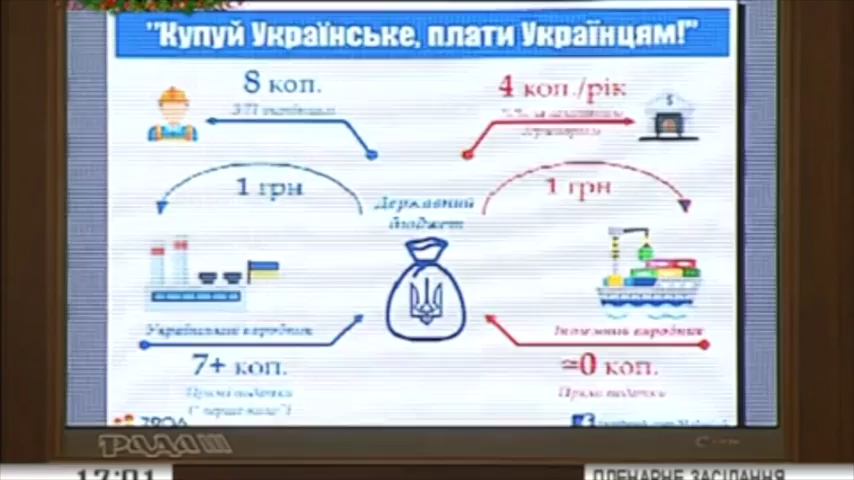 "Купуй Українське, плати Українцям!"
8 коп.
4 коп./рік
1 грн
1 грн
Державний
бюджет
Український виробник
Іноземний виробник
7+ коп.
≈0 коп.
Прямі податки
Прямі податки
РАДА
17:01
ПЛЕНАРНЕ ЗАСІДАННЯ